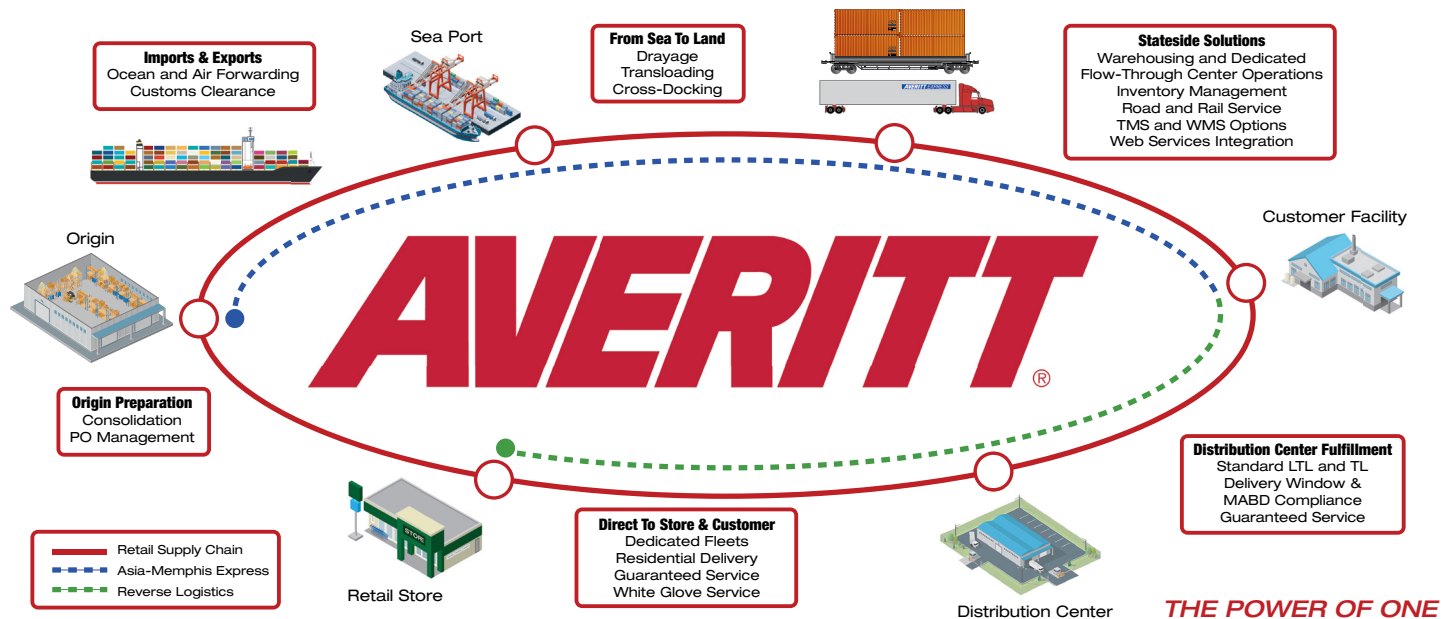 Imports & Exports
Ocean and Air Forwarding
Customs Clearance
Sea Port
From Sea To Land
Drayage
Transloading
Cross-Docking
AVERITT EXPRESS
Stateside Solutions
Warehousing and Dedicated
Flow-Through Center Operations
Inventory Management
Road and Rail Service
TMS and WMS Options
Web Services Integration
Origin
Customer Facility
AVERITT®
Origin Preparation
Consolidation
PO Management
Distribution Center Fulfillment
Standard LTL and TL
Delivery Window &
MABD Compliance
Guaranteed Service
STORE
Retail Store
Direct To Store & Customer
Dedicated Fleets
Residential Delivery
Guaranteed Service
White Glove Service
Distribution Center
Retail Supply Chain
Asia-Memphis Express
Reverse Logistics
THE POWER OF ONE